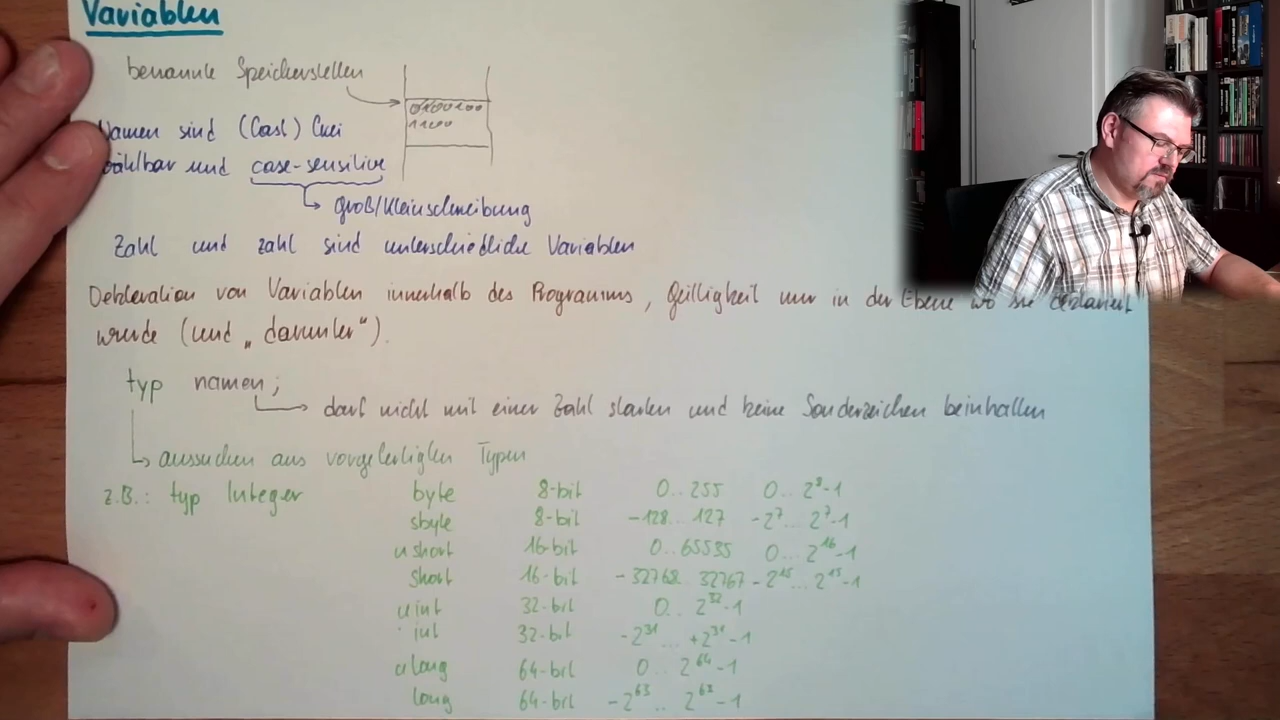 Variablen
benannte Speicherstellen
0100100
11000
Namen sind (fast) frei
wählbar und case-sensitive
Groß/Kleinschreibung
Zahl und zahl sind unterschiedliche Variablen
Deklaration von Variablen innerhalb des Programms, Gültigkeit nur in der Ebene wo sie deklariert
wurde (und „darunter“).
typ namen;
darf nicht mit einer Zahl starten und keine Sonderzeichen beinhalten
aussuchen aus vorgefertigten Typen
z.B.: typ Integer byte 8-bit 0..255 0..2⁸-1
sbyte 8-bit -128...127 -2⁷...2⁷-1
ushort 16-bit 0..65535 0...2¹⁶-1
short 16-bit -32768..32767 -2¹⁵...2¹⁵-1
uint 32-bit 0..2³²-1
int 32-bit -2³¹...+2³¹-1
ulong 64-bit 0..2⁶⁴-1
long 64-bit -2⁶³..2⁶³-1